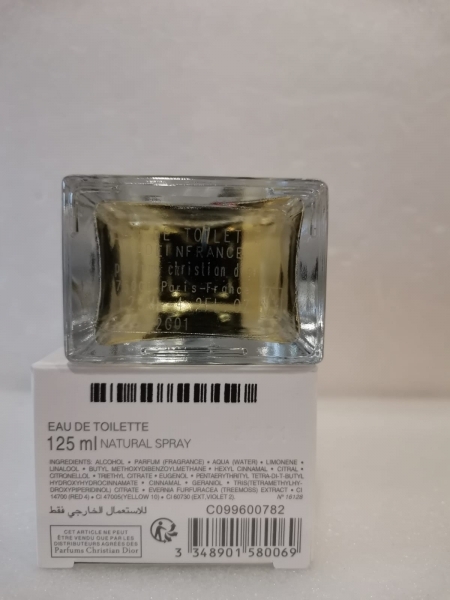 E TOILET
INFRANCE
christian d
Paris-Franc
2G01
EAU DE TOILETTE
125 ml NATURAL SPRAY
INGREDIENTS: ALCOHOL • PARFUM (FRAGRANCE) • AQUA (WATER) • LIMONENE •
LINALOOL • BUTYL METHOXYDIBENZOYLMETHANE • HEXYL CINNAMAL • CITRAL •
CITRONELLOL • TRIETHYL CITRATE • EUGENOL • PENTAERYTHRITYL TETRA-DI-T-BUTYL
HYDROXYHYDROCINNAMATE • CINNAMAL • GERANIOL • TRIS(TETRAMETHYLHY-
DROXYPIPERIDINOL) CITRATE • EVERNIA FURFURACEA (TREEMOSS) EXTRACT • CI
14700 (RED 4) • CI 47005 (YELLOW 10) • CI 60730 (EXT. VIOLET 2). N° 16128
للاستعمال الخارجي فقط
C099600782
CET ARTICLE NE PEUT
ÊTRE VENDU QUE PAR LES
DISTRIBUTEURS AGRÉÉS DES
Parfums Christian Dior
3 348901 580069